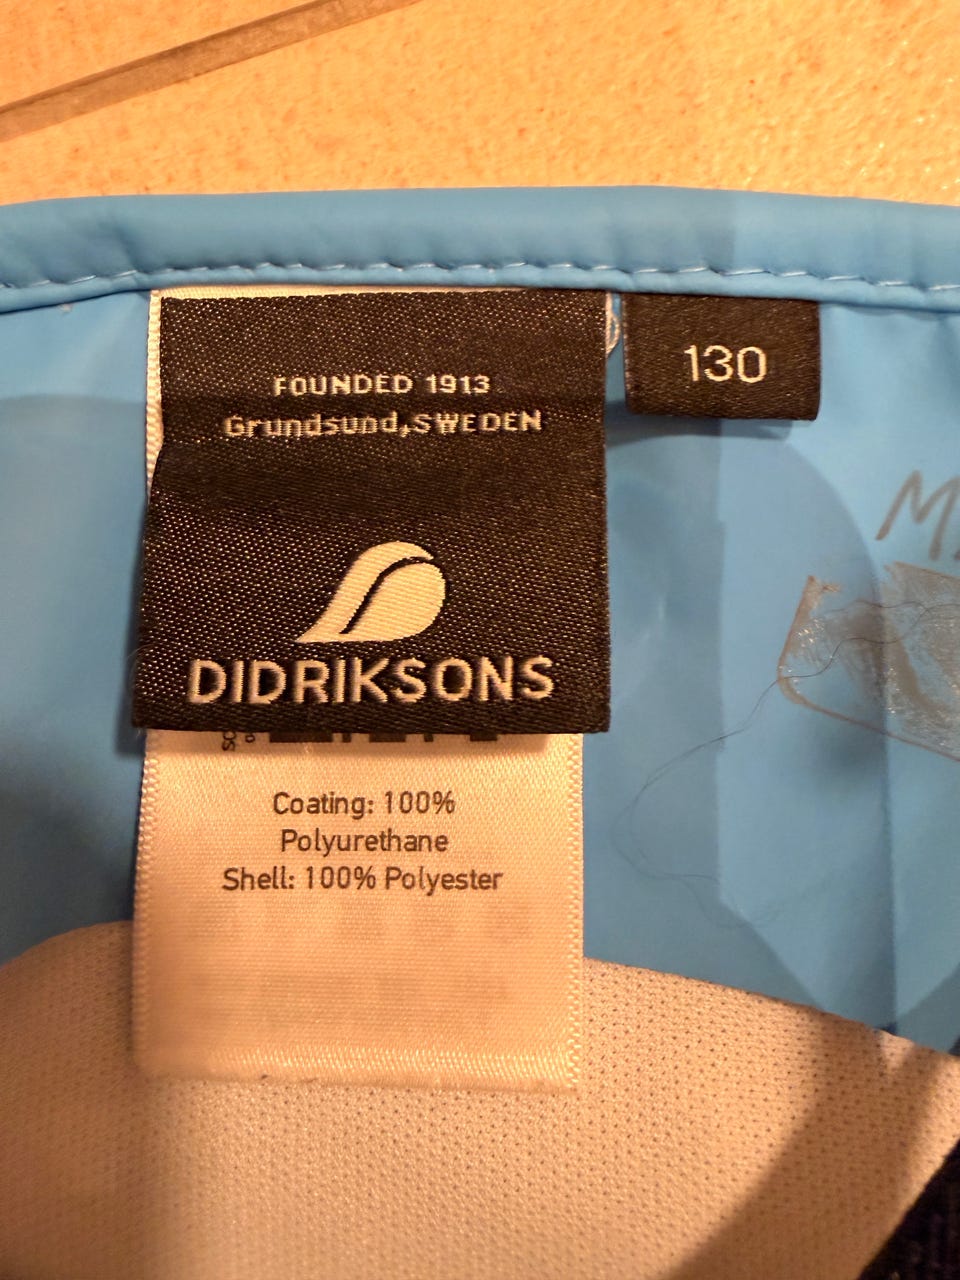 FOUNDED 1913
Grundsund, SWEDEN
DIDRIKSONS
130
Coating: 100%
Polyurethane
Shell: 100% Polyester